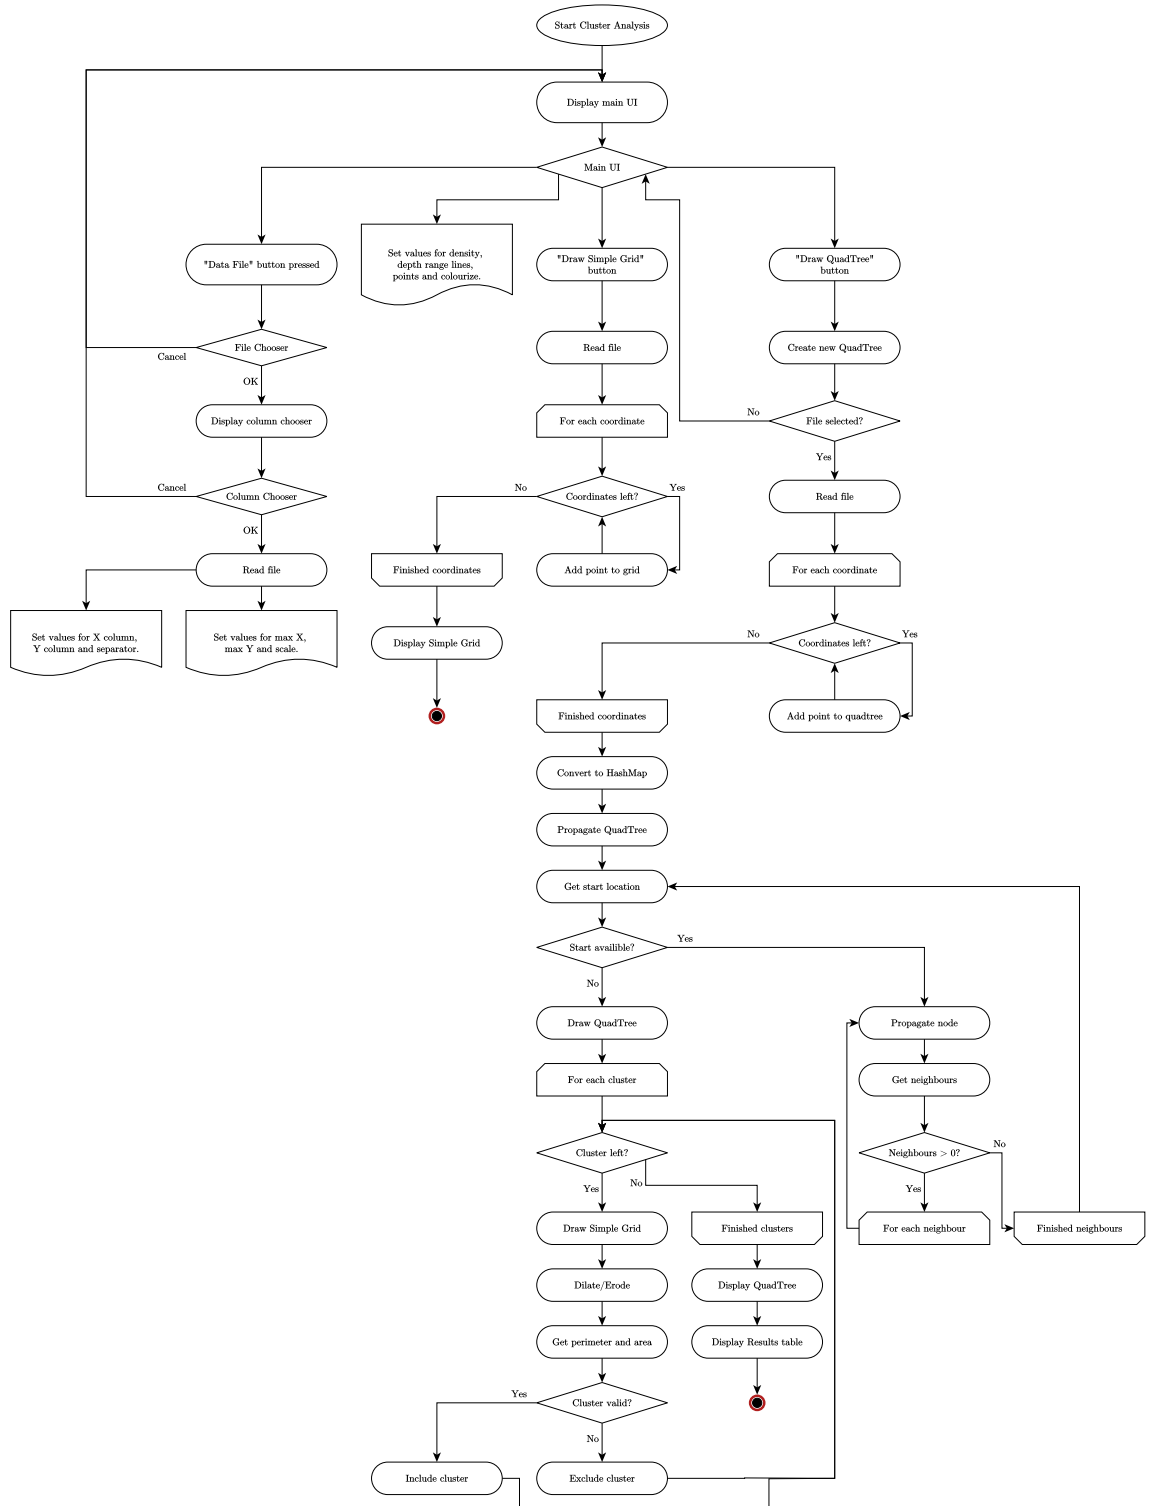 Start Cluster Analysis
Display main UI
Main UI
"Data File" button pressed
Set values for density,
depth range lines,
points and colourize.
"Draw Simple Grid"
button
"Draw QuadTree"
button
File Chooser
Cancel
OK
Read file
Create new QuadTree
Display column chooser
For each coordinate
No
File selected?
Yes
Column Chooser
Cancel
OK
No
Coordinates left?
Yes
Read file
Read file
Finished coordinates
Add point to grid
For each coordinate
Set values for X column,
Y column and separator.
Set values for max X,
max Y and scale.
Display Simple Grid
No
Coordinates left?
Yes
Finished coordinates
Add point to quadtree
Convert to HashMap
Propagate QuadTree
Get start location
Start availible?
Yes
No
Draw QuadTree
Propagate node
For each cluster
Get neighbours
Cluster left?
Yes
No
Neighbours > 0?
No
Yes
Draw Simple Grid
Finished clusters
For each neighbour
Finished neighbours
Dilate/Erode
Display QuadTree
Get perimeter and area
Display Results table
Yes
Cluster valid?
No
Include cluster
Exclude cluster